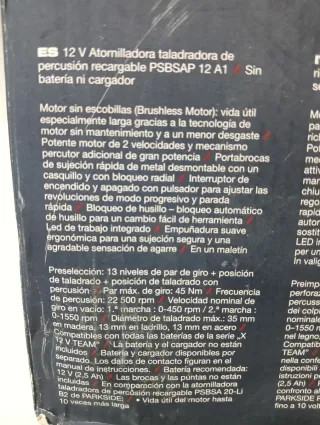 ES 12 V Atornilladora taladradora de
percusión recargable PSBSAP 12 A1 / Sin
batería ni cargador
Motor sin escobillas (Brushless Motor): vida útil
especialmente larga gracias a la tecnología de
motor sin mantenimiento y a un menor desgaste /
Potente motor de 2 velocidades y mecanismo
percutor adicional de gran potencia / Portabrocas
de sujeción rápida de metal desmontable con un
casquillo y con bloqueo radial / Interruptor de
encendido y apagado con pulsador para ajustar las
revoluciones de modo progresivo y parada
rápida / Bloqueo de husillo – bloqueo automático
de husillo para un cambio fácil de herramienta /
Led de trabajo integrado / Empuñadura suave
ergonómica para una sujeción segura y una
agradable sensación de agarre / En un maletín
Preselección: 13 niveles de par de giro + posición
de taladrado + posición de taladrado con
percusión / Par máx. de giro: 45 Nm / Frecuencia
de percusión: 22 500 rpm / Velocidad nominal de
giro en vacío: 1.ª marcha : 0-450 rpm / 2.ª marcha :
0-1550 rpm / Diámetro de taladro máx.: 35 mm
en madera, 13 mm en ladrillo, 13 mm en acero /
Compatibles con todas las baterías de la serie „X
12 V TEAM“ / La batería y el cargador no están
incluidos / Batería y cargador disponibles por
separado. Los datos de contacto figuran en el
manual de instrucciones. / Batería recomendada:
12 V (2,5 Ah) / Las brocas y las puntas no están
incluidas / En comparación con la atornilladora
taladradora de percusión recargable PSBSA 20-Li
B2 de PARKSIDE: • Vida útil del motor hasta
10 veces más larga